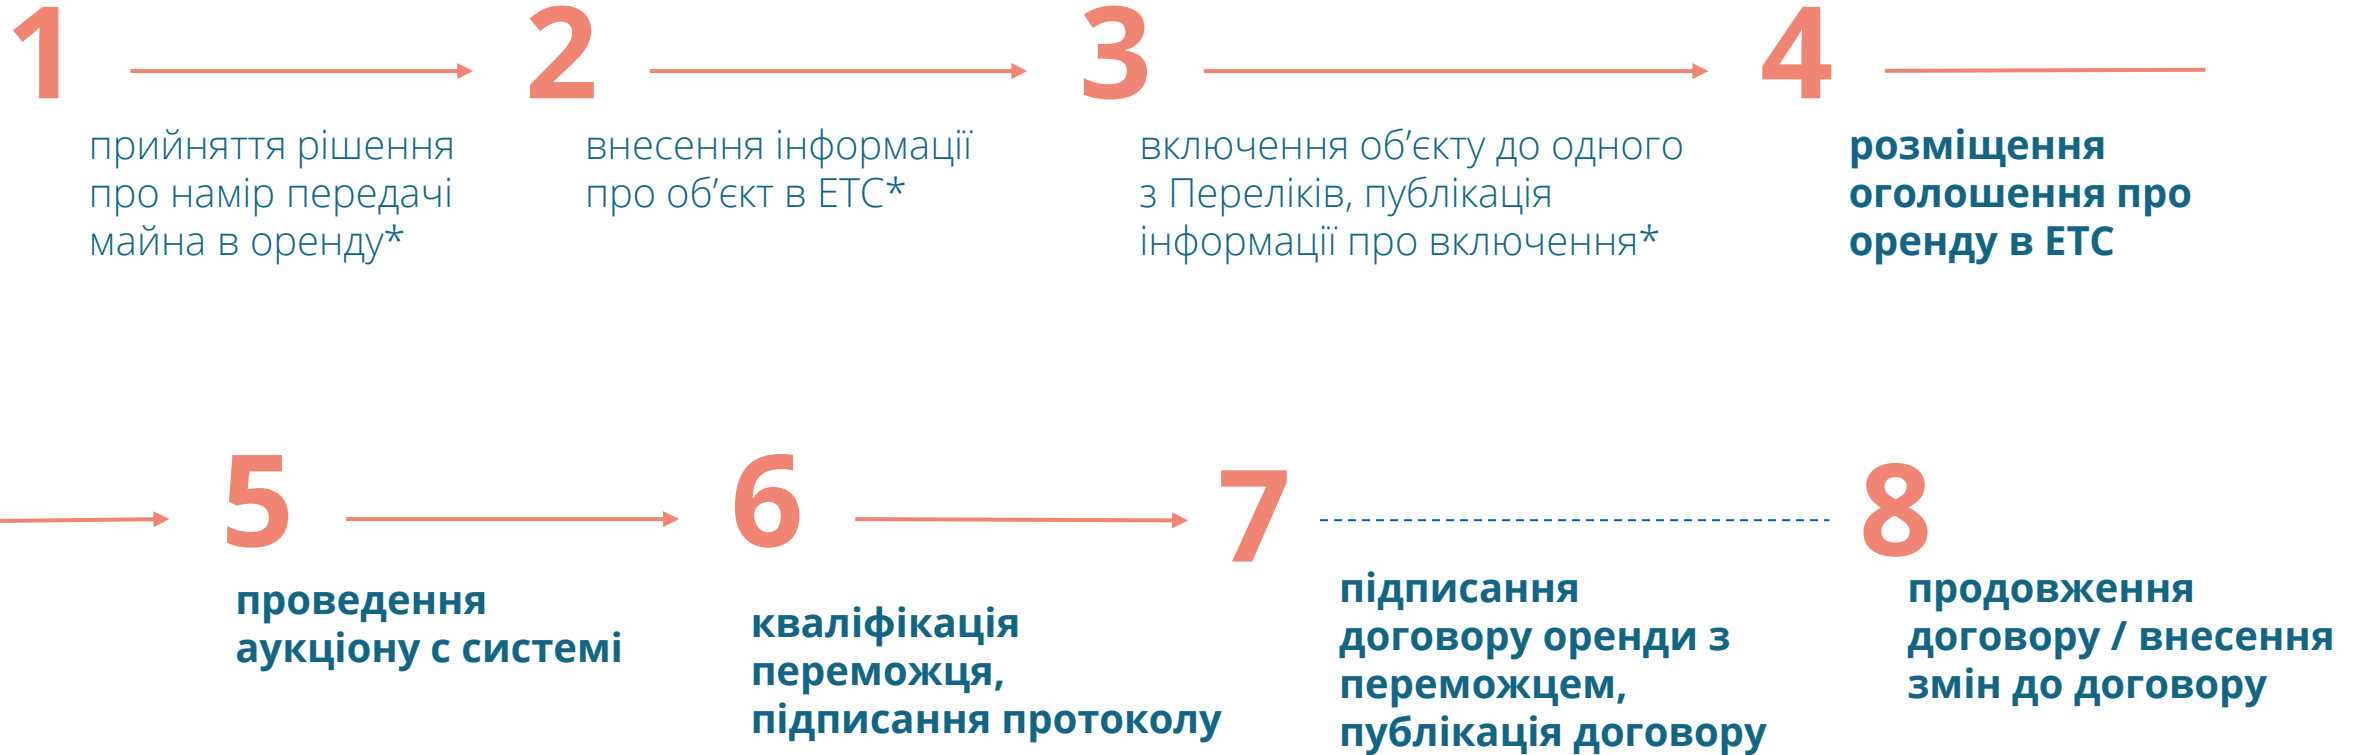 1
прийняття рішення
про намір передачі
майна в оренду*
2
внесення інформації
про об’єкт в ЕТС*
3
включення об’єкту до одного
з Переліків, публікація
інформації про включення*
4
розміщення
оголошення про
оренду в ЕТС
5
проведення
аукціону с системі
6
кваліфікація
переможця,
підписання протоколу
7
підписання
договору оренди з
переможцем,
публікація договору
8
продовження
договору / внесення
змін до договору